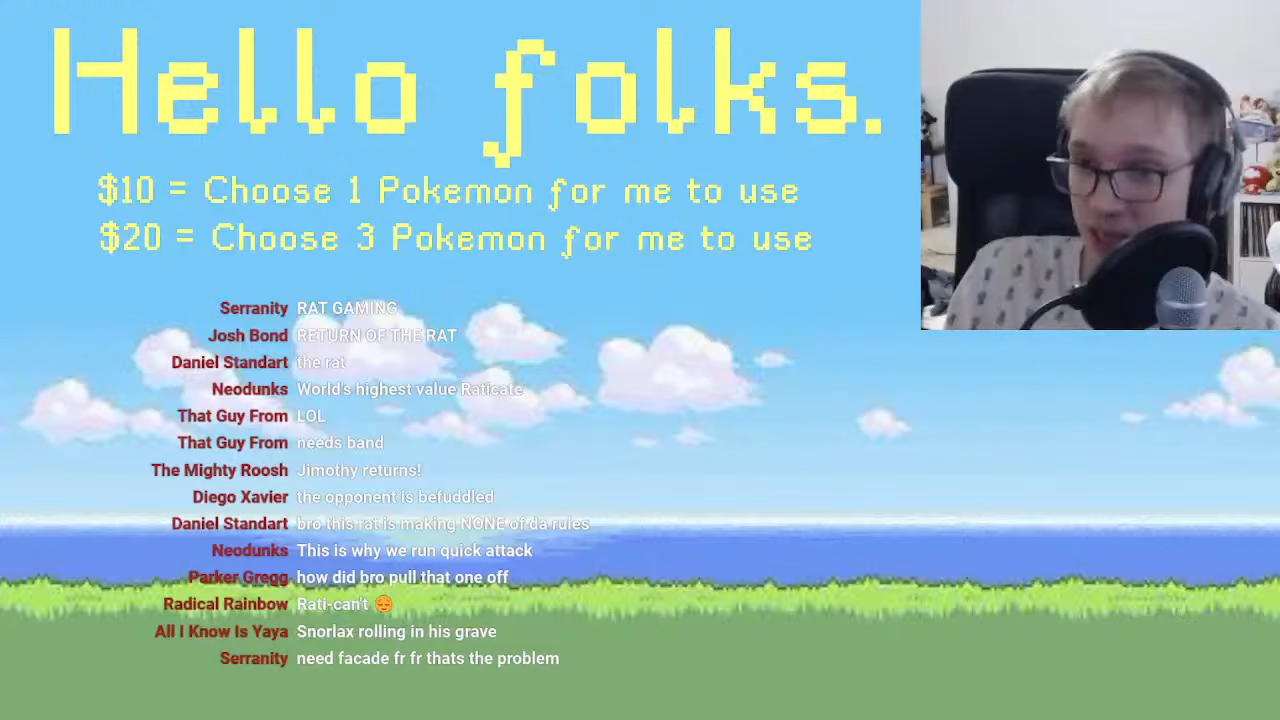 Hello folks.
$10 = Choose 1 Pokemon for me to use
$20 = Choose 3 Pokemon for me to use
Serranity RAT GAMING
Josh Bond RETURN OF THE RAT
Daniel Standart the rat
Neodunks World's highest value Raticate
That Guy From LOL
That Guy From needs band
The Mighty Roosh Jimothy returns!
Diego Xavier the opponent is befuddled
Daniel Standart bro this rat is making NONE of da rules
Neodunks This is why we run quick attack
Parker Gregg how did bro pull that one off
Radical Rainbow Rati-can't 😔
All I Know Is Yaya Snorlax rolling in his grave
Serranity need facade fr fr thats the problem